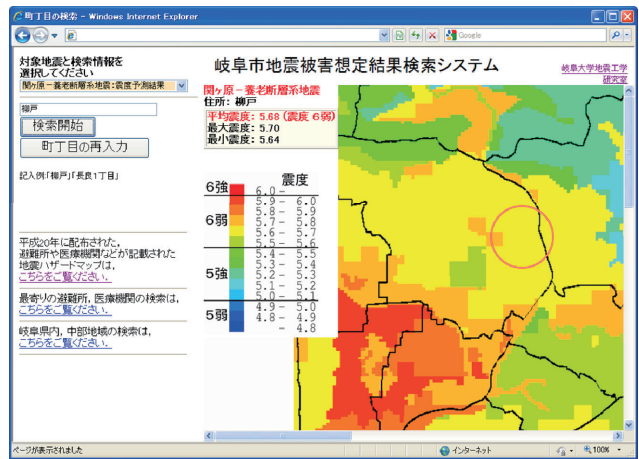 町丁目の検索 - Windows Internet Explorer
Google
対象地震と検索情報を
選択してください
関ヶ原－養老断層系地震:震度予測結果
柳戸
検索開始
町丁目の再入力
記入例「柳戸」「長良1丁目」
平成20年に配布された,
避難所や医療機関などが記載された
地震ハザードマップは,
こちらをご覧ください。
最寄りの避難所,医療機関の検索は,
こちらをご覧ください。
岐阜県内,中部地域の検索は,
こちらをご覧ください。
岐阜市地震被害想定結果検索システム
岐阜大学地震工学
研究室
関ヶ原－養老断層系地震
住所: 柳戸
平均震度: 5.68 (震度 6弱)
最大震度: 5.70
最小震度: 5.64
震度
6強
6.0 -
5.9 - 6.0
5.8 - 5.9
6弱
5.7 - 5.8
5.6 - 5.7
5.5 - 5.6
5.4 - 5.5
5.3 - 5.4
5強
5.2 - 5.3
5.1 - 5.2
5.0 - 5.1
4.9 - 5.0
5弱
4.8 - 4.9
- 4.8
ページが表示されました
インターネット
100%